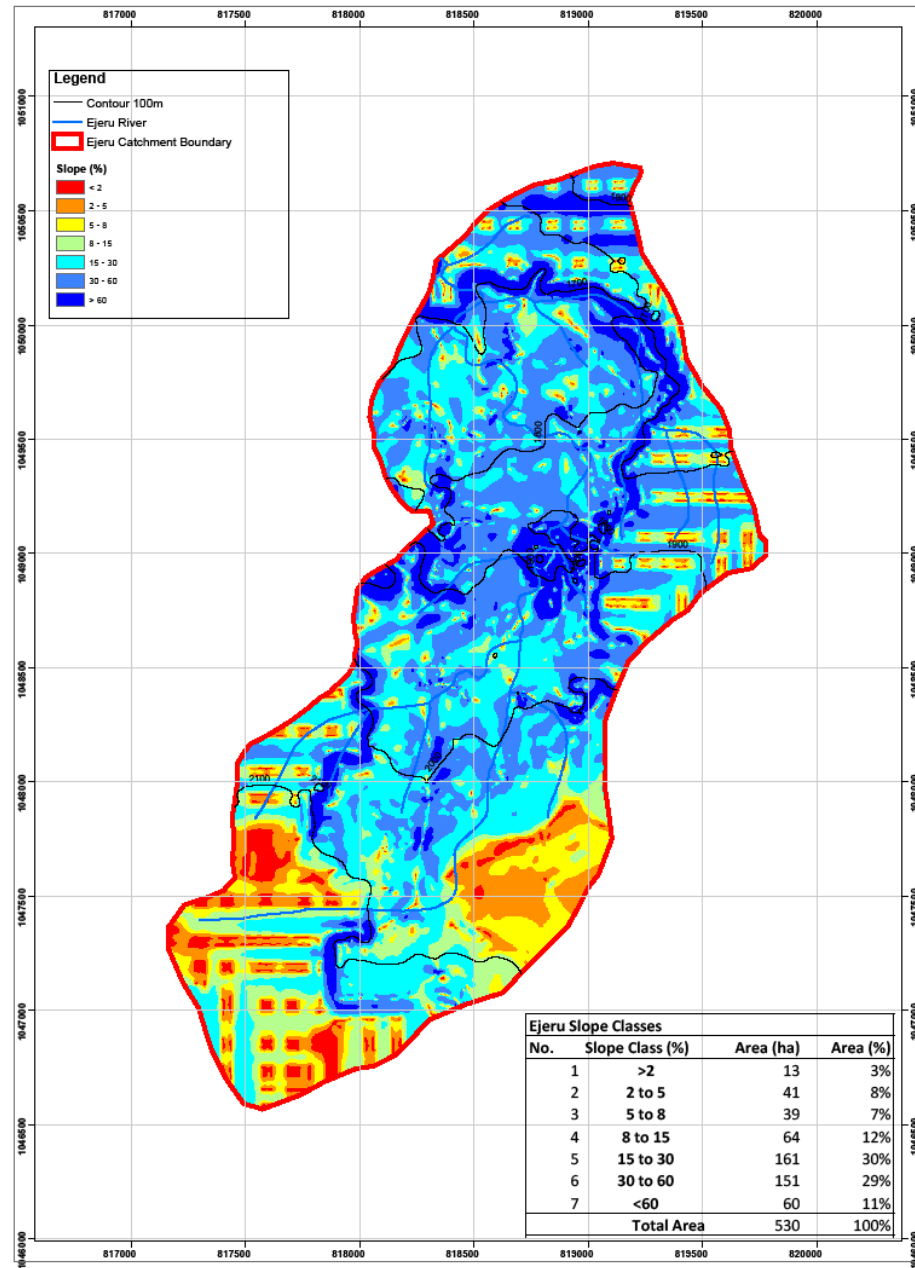 817000 817500 818000 818500 819000 819500 820000
Legend
Contour 100m
Ejeru River
Ejeru Catchment Boundary
Slope (%)
< 2
2 - 5
5 - 8
8 - 15
15 - 30
30 - 60
> 60
1051000 1051000
1050500
1050000
1049500
1049000
1048500
1048000
1047500
1047000 1047000
1046500 1046500
1046000
1700
1800
1900
2100
Ejeru Slope Classes
No. Slope Class (%) Area (ha) Area (%)
1 >2 13 3%
2 2 to 5 41 8%
3 5 to 8 39 7%
4 8 to 15 64 12%
5 15 to 30 161 30%
6 30 to 60 151 29%
7 <60 60 11%
Total Area 530 100%
817000 817500 818000 818500 819000 819500 820000